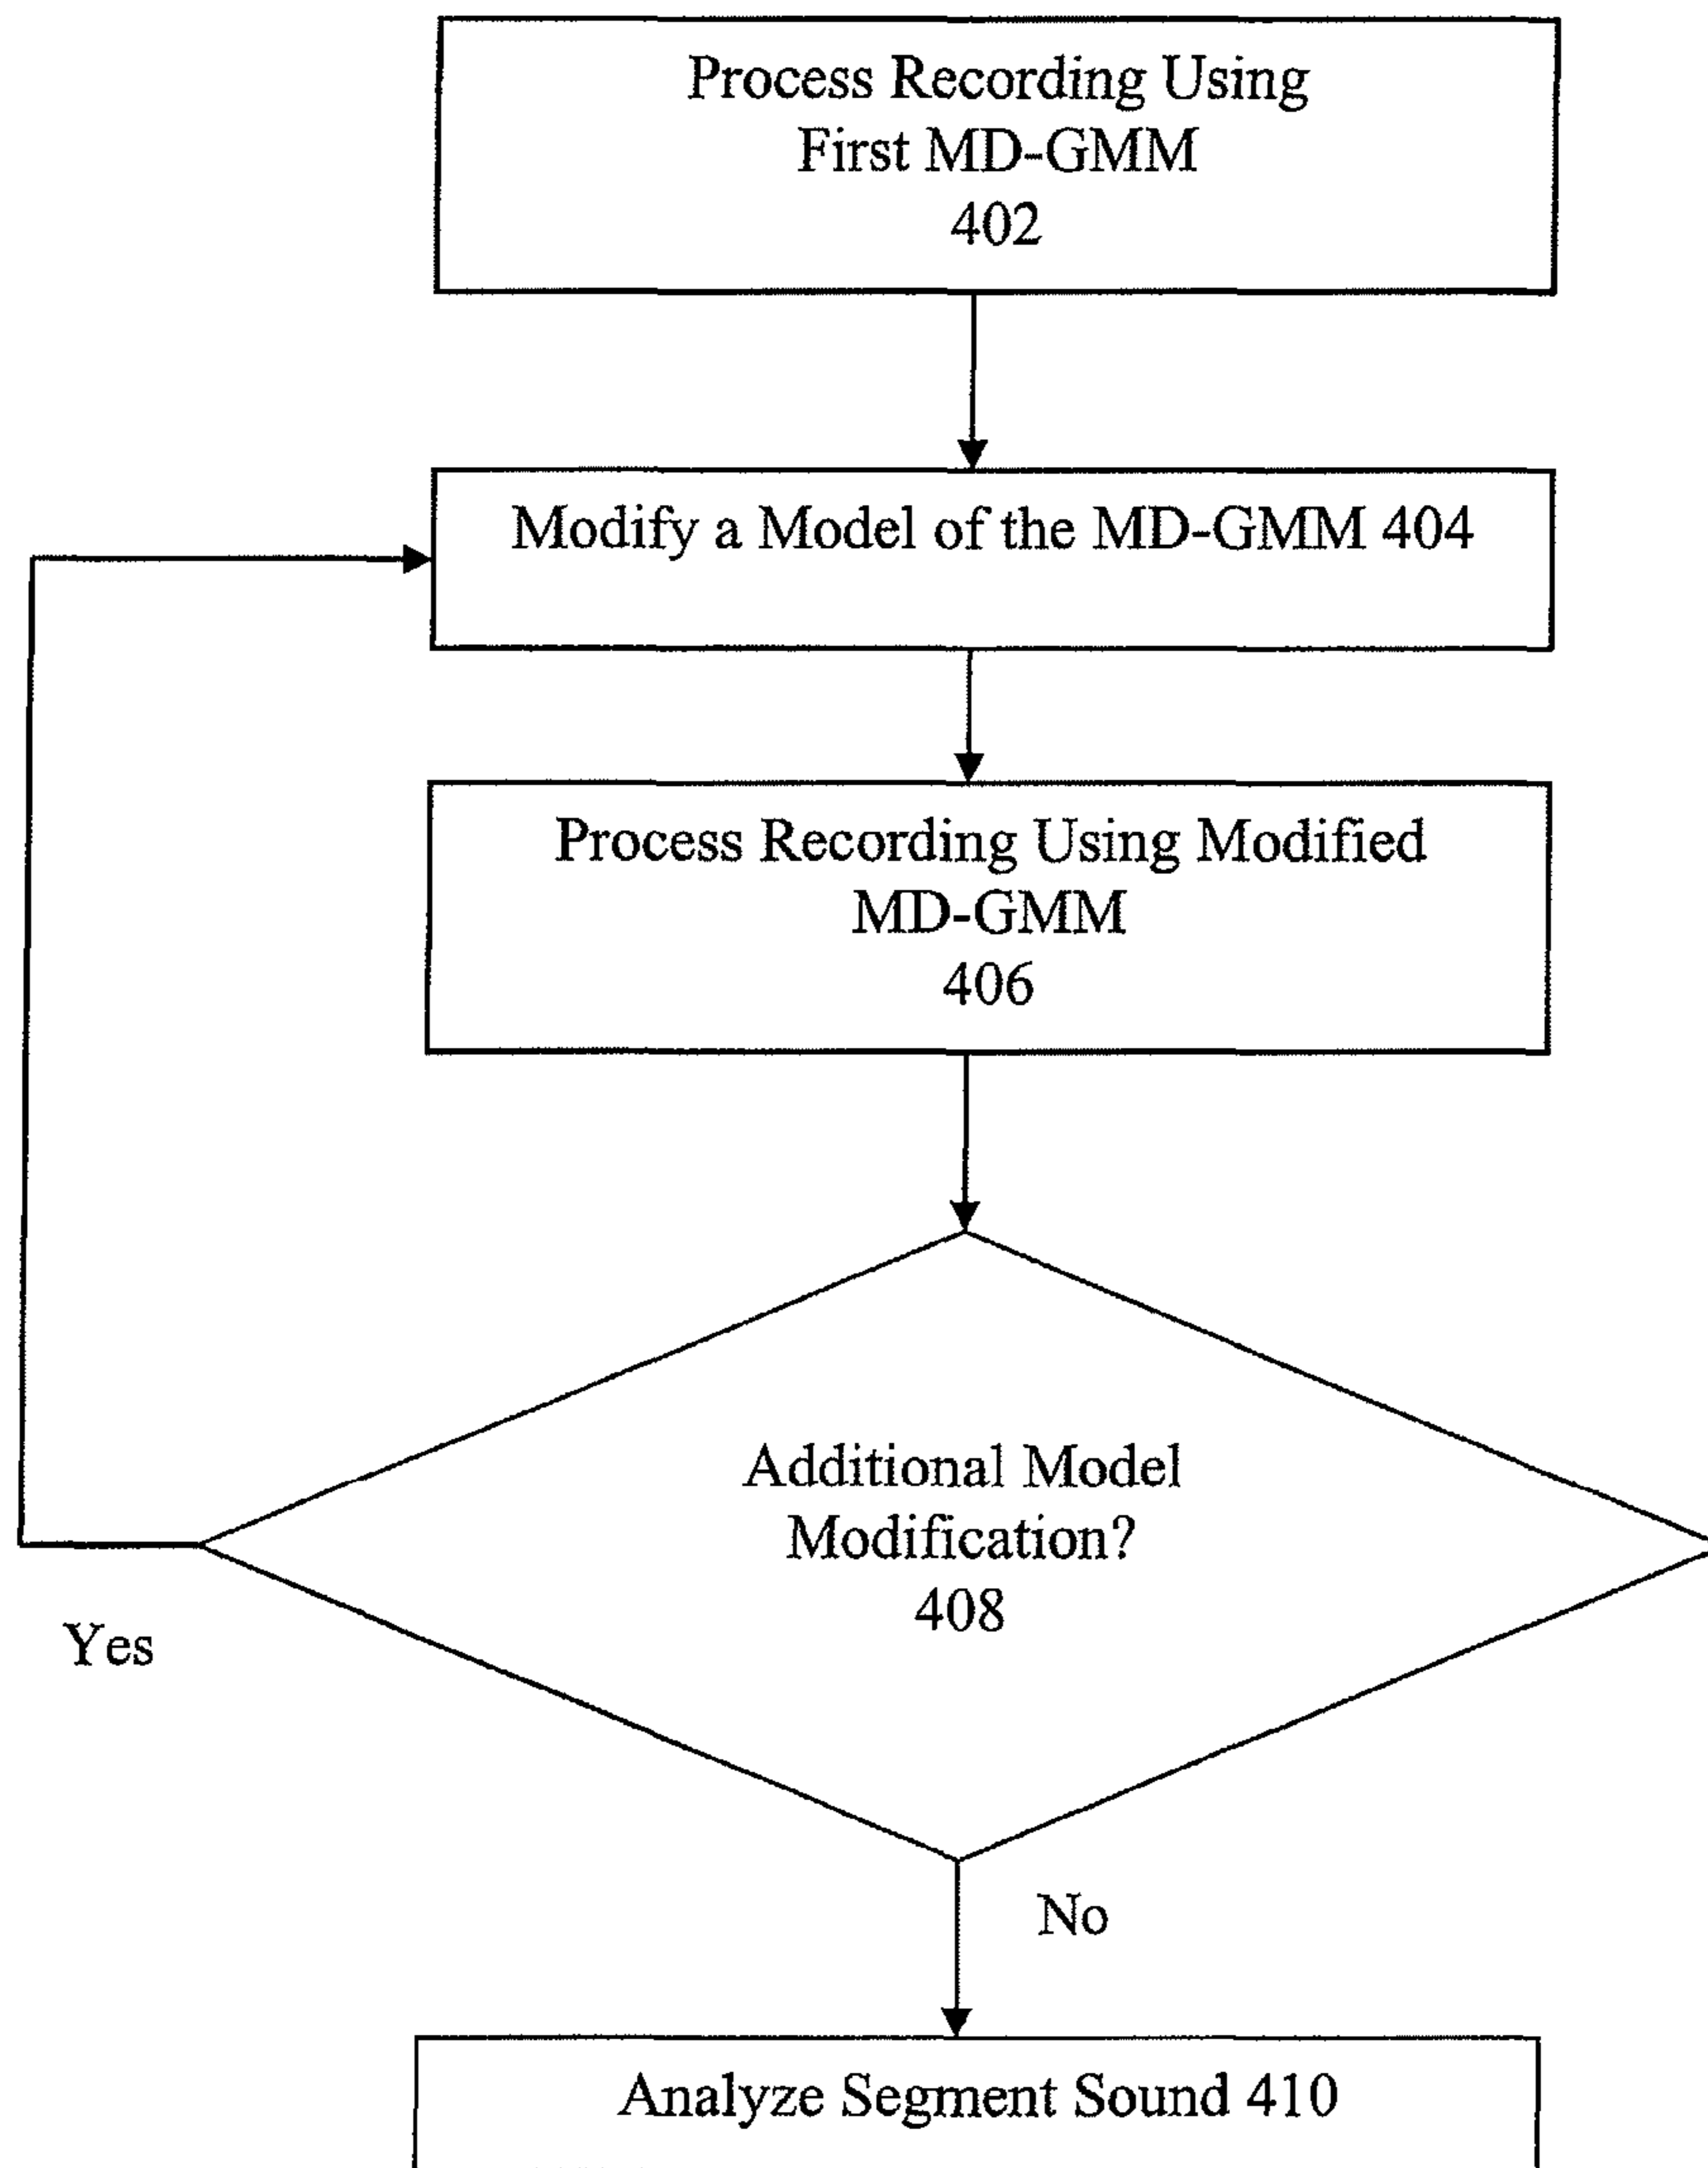 Process Recording Using
First MD-GMM
402
Modify a Model of the MD-GMM 404
Process Recording Using Modified
MD-GMM
406
Additional Model
Modification?
408
Yes
No
Analyze Segment Sound 410